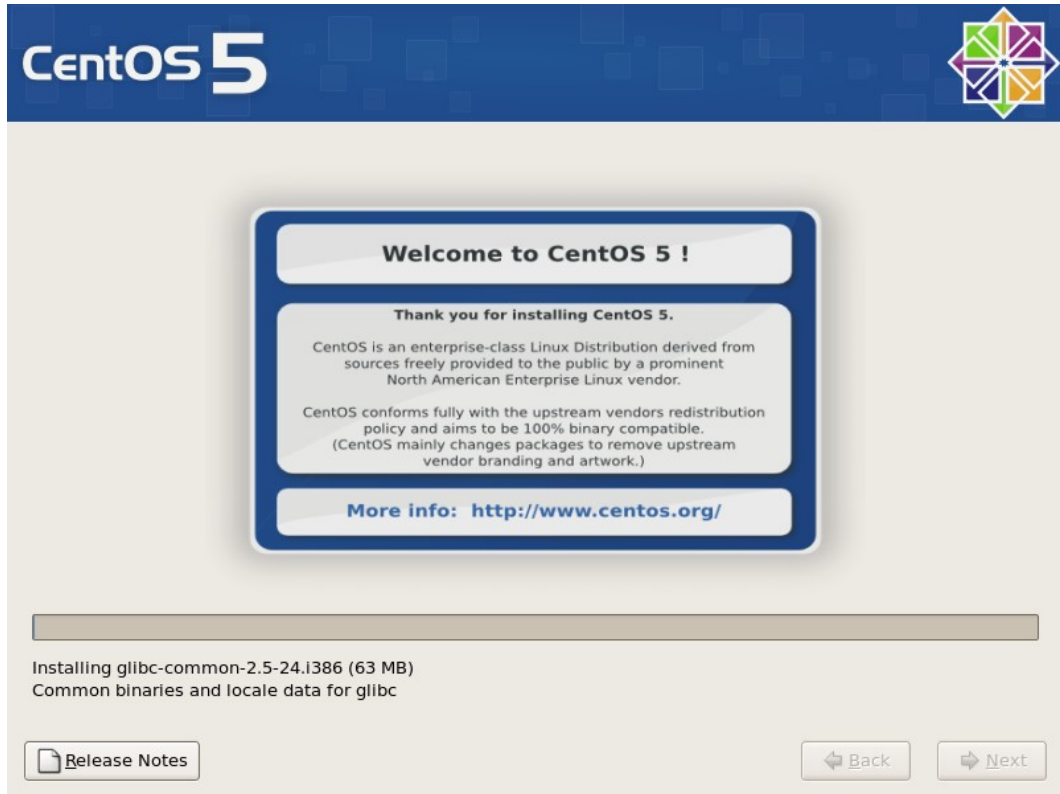 CentOS 5
Welcome to CentOS 5 !
Thank you for installing CentOS 5.
CentOS is an enterprise-class Linux Distribution derived from
sources freely provided to the public by a prominent
North American Enterprise Linux vendor.
CentOS conforms fully with the upstream vendors redistribution
policy and aims to be 100% binary compatible.
(CentOS mainly changes packages to remove upstream
vendor branding and artwork.)
More info: http://www.centos.org/
Installing glibc-common-2.5-24.i386 (63 MB)
Common binaries and locale data for glibc
Release Notes
Back
Next